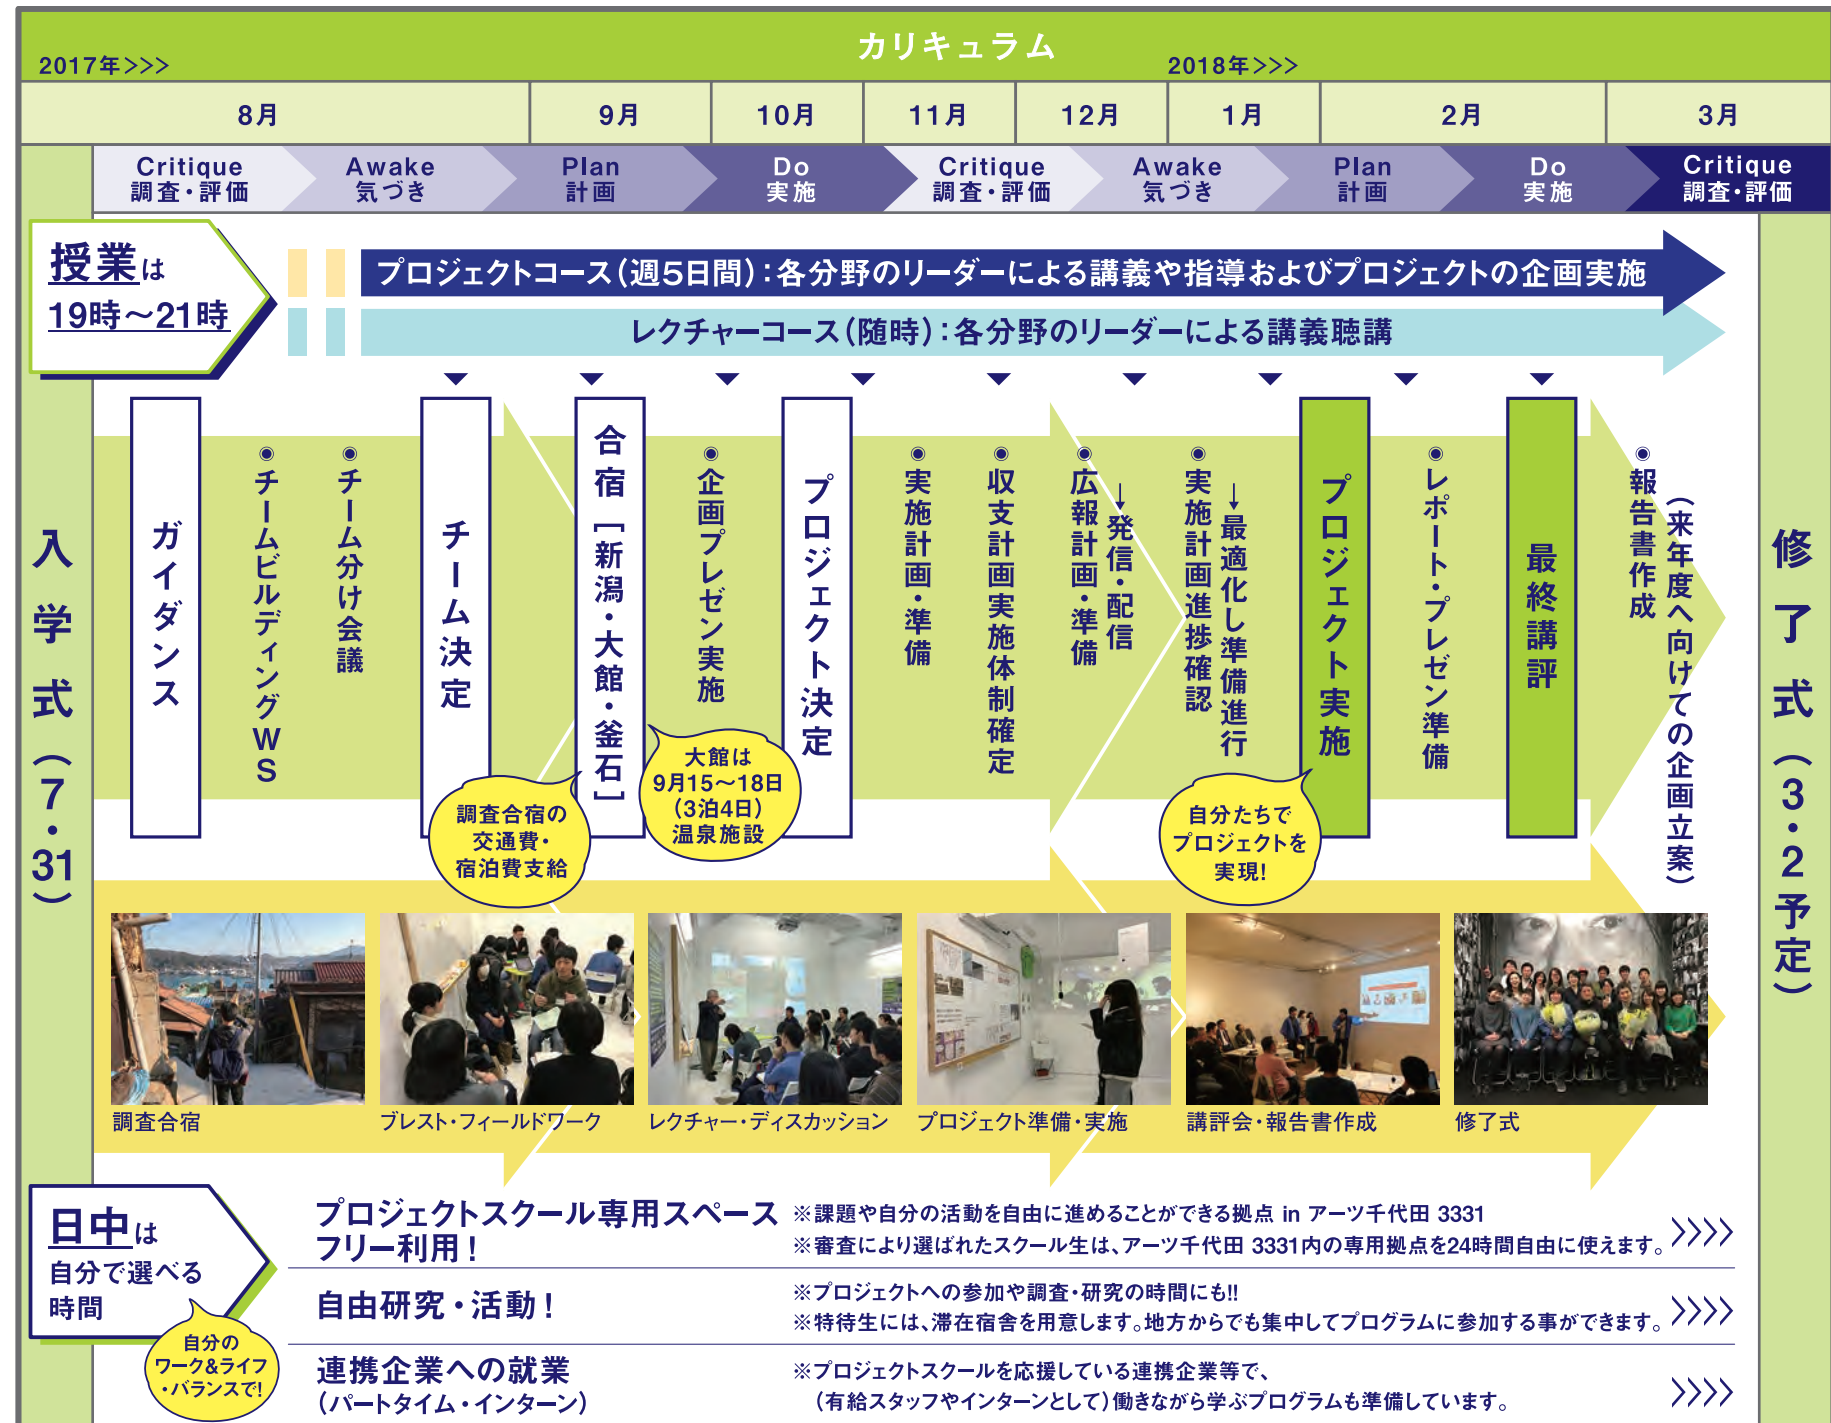 カリキュラム
2017年>>>
2018年>>>
8月
9月
10月
11月
12月
1月
2月
3月
Critique
調査・評価
Awake
気づき
Plan
計画
Do
実施
Critique
調査・評価
Awake
気づき
Plan
計画
Do
実施
Critique
調査・評価
授業は
19時〜21時
プロジェクトコース(週5日間):各分野のリーダーによる講義や指導およびプロジェクトの企画実施
レクチャーコース(随時):各分野のリーダーによる講義聴講
入学式(7・31)
ガイダンス
◉チームビルディングWS
◉チーム分け会議
チーム決定
合宿[新潟・大館・釜石]
◉企画プレゼン実施
プロジェクト決定
◉実施計画・準備
◉収支計画実施体制確定
◉広報計画・準備
→発信・配信
◉実施計画進捗確認
→最適化し準備進行
プロジェクト実施
◉レポート・プレゼン準備
最終講評
◉報告書作成
(来年度へ向けての企画立案)
修了式(3・2予定)
調査合宿の
交通費・
宿泊費支給
大館は
9月15〜18日
(3泊4日)
温泉施設
自分たちで
プロジェクトを
実現!
調査合宿
ブレスト・フィールドワーク
レクチャー・ディスカッション
プロジェクト準備・実施
講評会・報告書作成
修了式
日中は
自分で選べる
時間
自分の
ワーク&ライフ
・バランスで!
プロジェクトスクール専用スペース
フリー利用!
※課題や自分の活動を自由に進めることができる拠点 in アーツ千代田 3331
※審査により選ばれたスクール生は、アーツ千代田 3331内の専用拠点を24時間自由に使えます。
自由研究・活動!
※プロジェクトへの参加や調査・研究の時間にも!!
※特待生には、滞在宿舎を用意します。地方からでも集中してプログラムに参加する事ができます。
連携企業への就業
(パートタイム・インターン)
※プロジェクトスクールを応援している連携企業等で、
(有給スタッフやインターンとして)働きながら学ぶプログラムも準備しています。